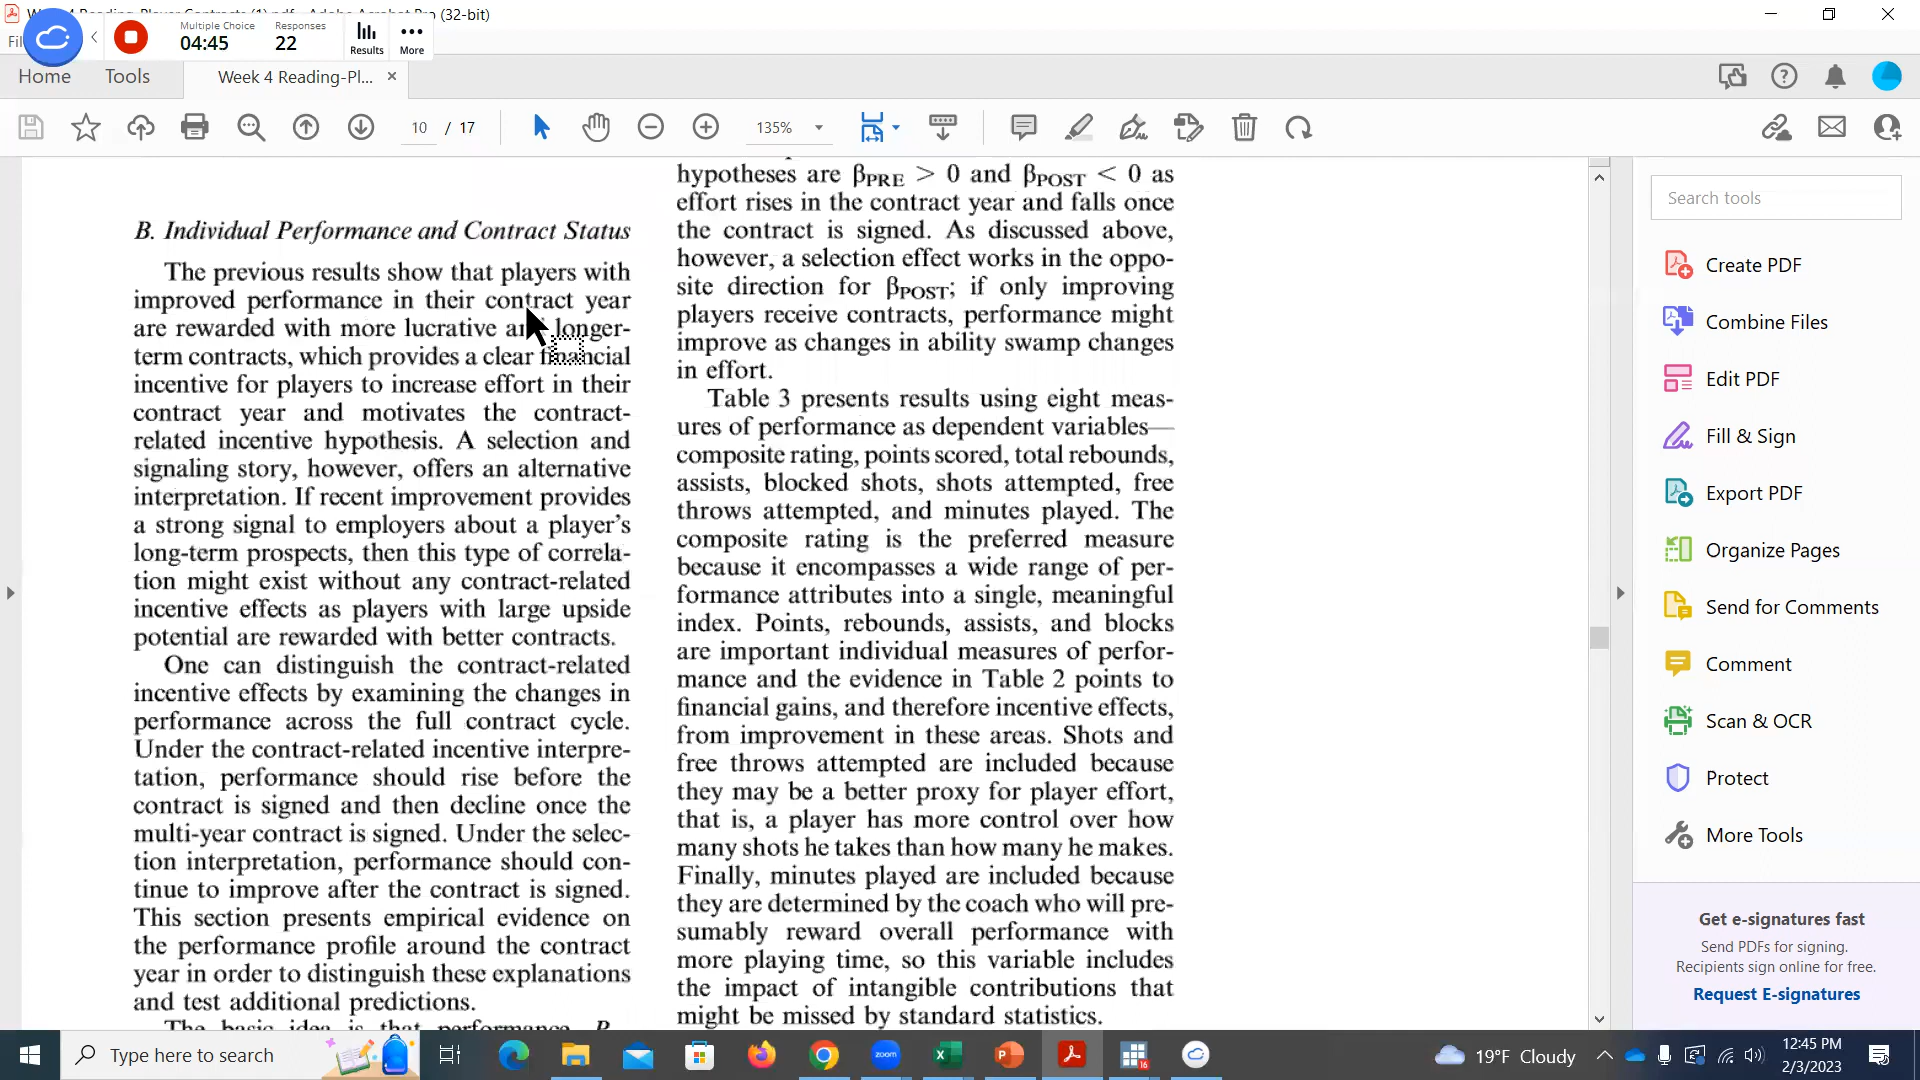 (1).pdf - Adobe Acrobat Pro (32-bit)
Multiple Choice
04:45
Responses
22
Results
More
Home
Tools
Week 4 Reading-Pl...
10 / 17
135%
B. Individual Performance and Contract Status
The previous results show that players with
improved performance in their contract year
are rewarded with more lucrative and longer-
term contracts, which provides a clear financial
incentive for players to increase effort in their
contract year and motivates the contract-
related incentive hypothesis. A selection and
signaling story, however, offers an alternative
interpretation. If recent improvement provides
a strong signal to employers about a player's
long-term prospects, then this type of correla-
tion might exist without any contract-related
incentive effects as players with large upside
potential are rewarded with better contracts.
One can distinguish the contract-related
incentive effects by examining the changes in
performance across the full contract cycle.
Under the contract-related incentive interpre-
tation, performance should rise before the
contract is signed and then decline once the
multi-year contract is signed. Under the selec-
tion interpretation, performance should con-
tinue to improve after the contract is signed.
This section presents empirical evidence on
the performance profile around the contract
year in order to distinguish these explanations
and test additional predictions.
The basic idea is that performance, P
hypotheses are βPRE > 0 and βPOST < 0 as
effort rises in the contract year and falls once
the contract is signed. As discussed above,
however, a selection effect works in the oppo-
site direction for βPOST; if only improving
players receive contracts, performance might
improve as changes in ability swamp changes
in effort.
Table 3 presents results using eight meas-
ures of performance as dependent variables—
composite rating, points scored, total rebounds,
assists, blocked shots, shots attempted, free
throws attempted, and minutes played. The
composite rating is the preferred measure
because it encompasses a wide range of per-
formance attributes into a single, meaningful
index. Points, rebounds, assists, and blocks
are important individual measures of perfor-
mance and the evidence in Table 2 points to
financial gains, and therefore incentive effects,
from improvement in these areas. Shots and
free throws attempted are included because
they may be a better proxy for player effort,
that is, a player has more control over how
many shots he takes than how many he makes.
Finally, minutes played are included because
they are determined by the coach who will pre-
sumably reward overall performance with
more playing time, so this variable includes
the impact of intangible contributions that
might be missed by standard statistics.
Search tools
Create PDF
Combine Files
Edit PDF
Fill & Sign
Export PDF
Organize Pages
Send for Comments
Comment
Scan & OCR
Protect
More Tools
Get e-signatures fast
Send PDFs for signing.
Recipients sign online for free.
Request E-signatures
Type here to search
zoom
16
19°F Cloudy
12:45 PM
2/3/2023